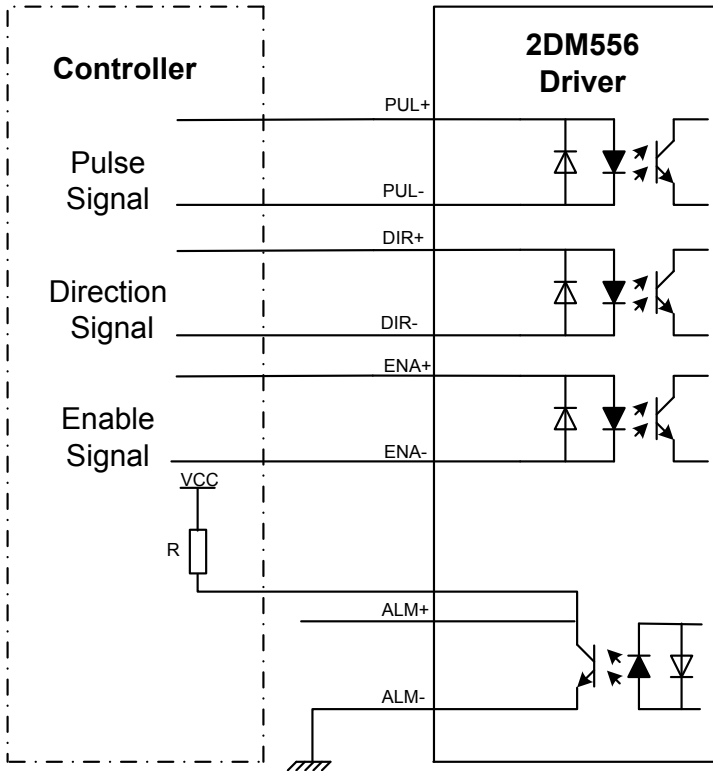 Controller
2DM556
Driver
PUL+
Pulse
Signal
PUL-
DIR+
Direction
Signal
DIR-
ENA+
Enable
Signal
ENA-
VCC
R
ALM+
ALM-